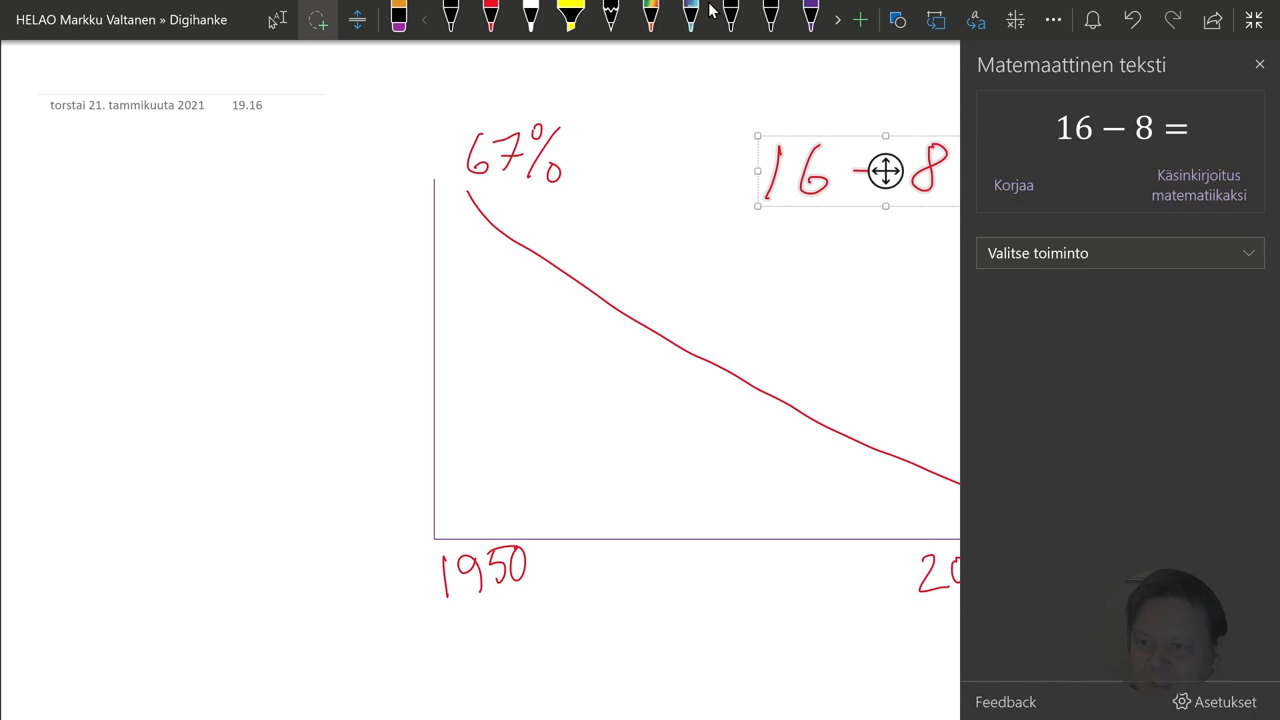 HELAO Markku Valtanen » Digihanke
Matemaattinen teksti
torstai 21. tammikuuta 2021 19.16
67%
16 - 8
16 − 8 =
Korjaa
Käsinkirjoitus
matematiikaksi
Valitse toiminto
1950
20
Feedback
Asetukset